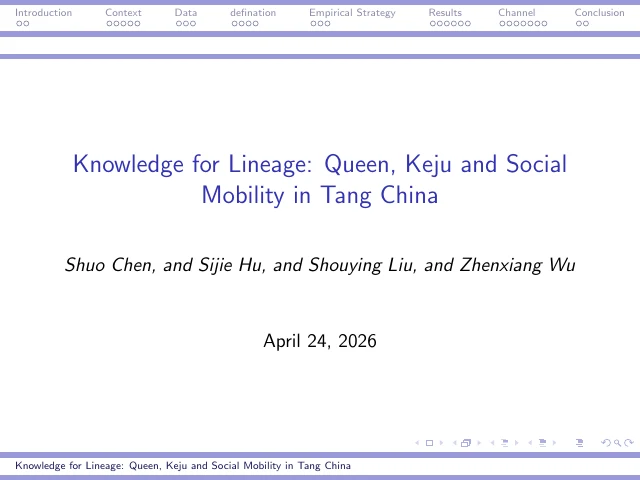 Introduction Context Data defination Empirical Strategy Results Channel Conclusion
Knowledge for Lineage: Queen, Keju and Social
Mobility in Tang China
Shuo Chen, and Sijie Hu, and Shouying Liu, and Zhenxiang Wu
April 24, 2026
Knowledge for Lineage: Queen, Keju and Social Mobility in Tang China